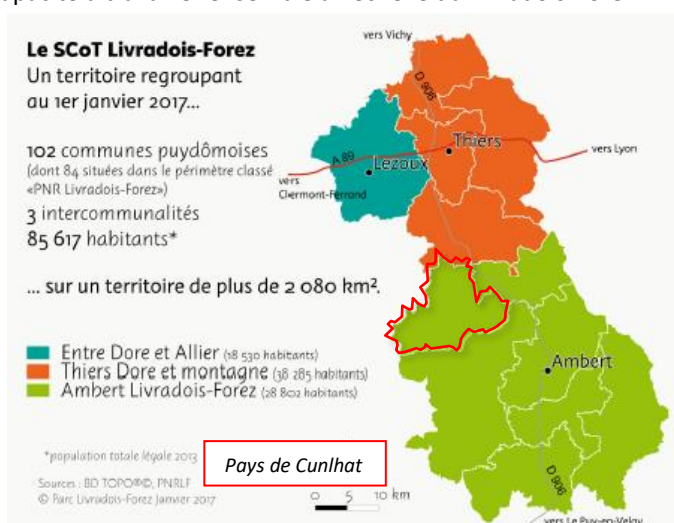 vers Vichy
Le SCoT Livradois-Forez
Un territoire regroupant
au 1er janvier 2017...
D 906
102 communes puydômoises
(dont 84 situées dans le périmètre classé
«PNR Livradois-Forez»)
Thiers
vers Lyon
A 89
Lezoux
vers
Clermont-Ferrand
3 intercommunalités
85 617 habitants*
... sur un territoire de plus de 2 080 km².
Entre Dore et Allier (18 530 habitants)
Thiers Dore et montagne (38 285 habitants)
Ambert Livradois-Forez (28 802 habitants)
Ambert
*population totale légale 2013
Pays de Cunlhat
Sources : BD TOPO®©, PNRLF
© Parc Livradois-Forez Janvier 2017
0 5 10 km
D 906
vers Le Puy-en-Velay